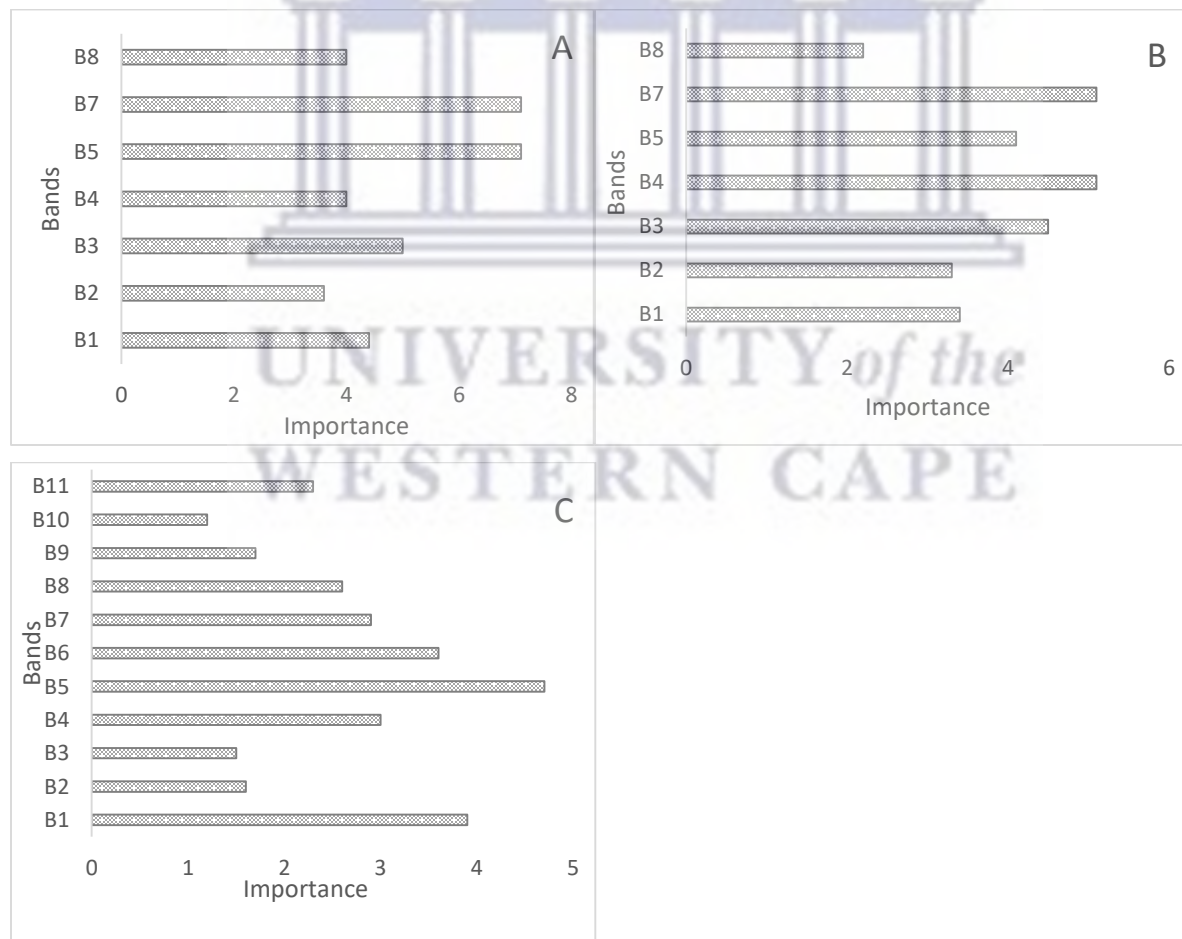 A
B8
B7
B5
B4
B3
B2
B1
Bands
0 2 4 6 8
Importance
B
B8
B7
B5
B4
B3
B2
B1
Bands
0 2 4 6
Importance
UNIVERSITY of the
WESTERN CAPE
C
B11
B10
B9
B8
B7
B6
B5
B4
B3
B2
B1
Bands
0 1 2 3 4 5
Importance